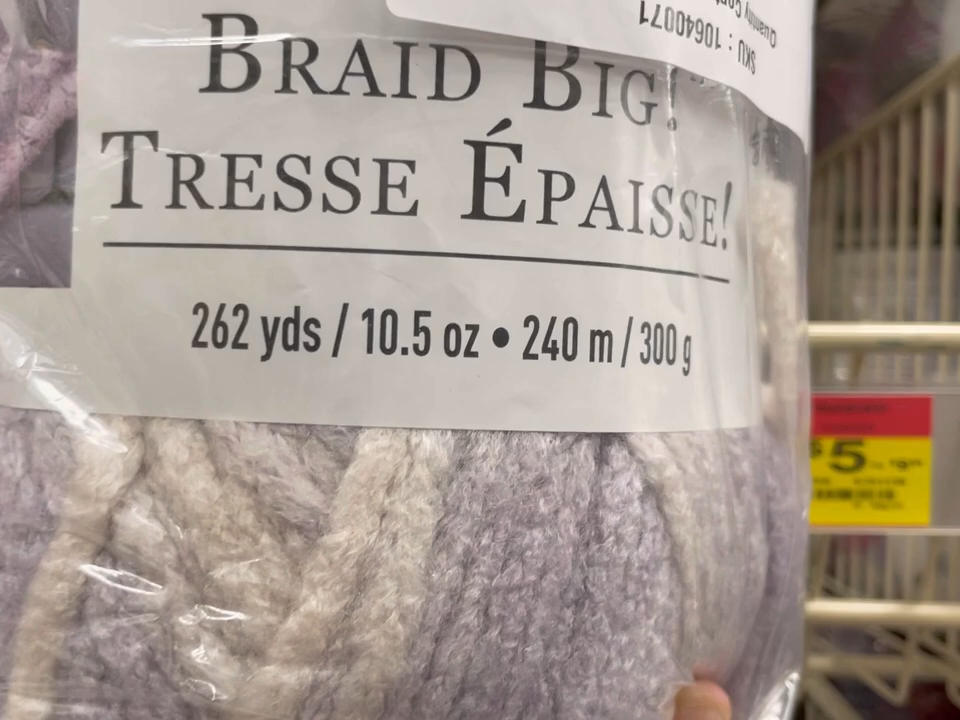 SKU : 10640071
BRAID BIG!
TRESSE ÉPAISSE!
262 yds / 10.5 oz • 240 m / 300 g
$5